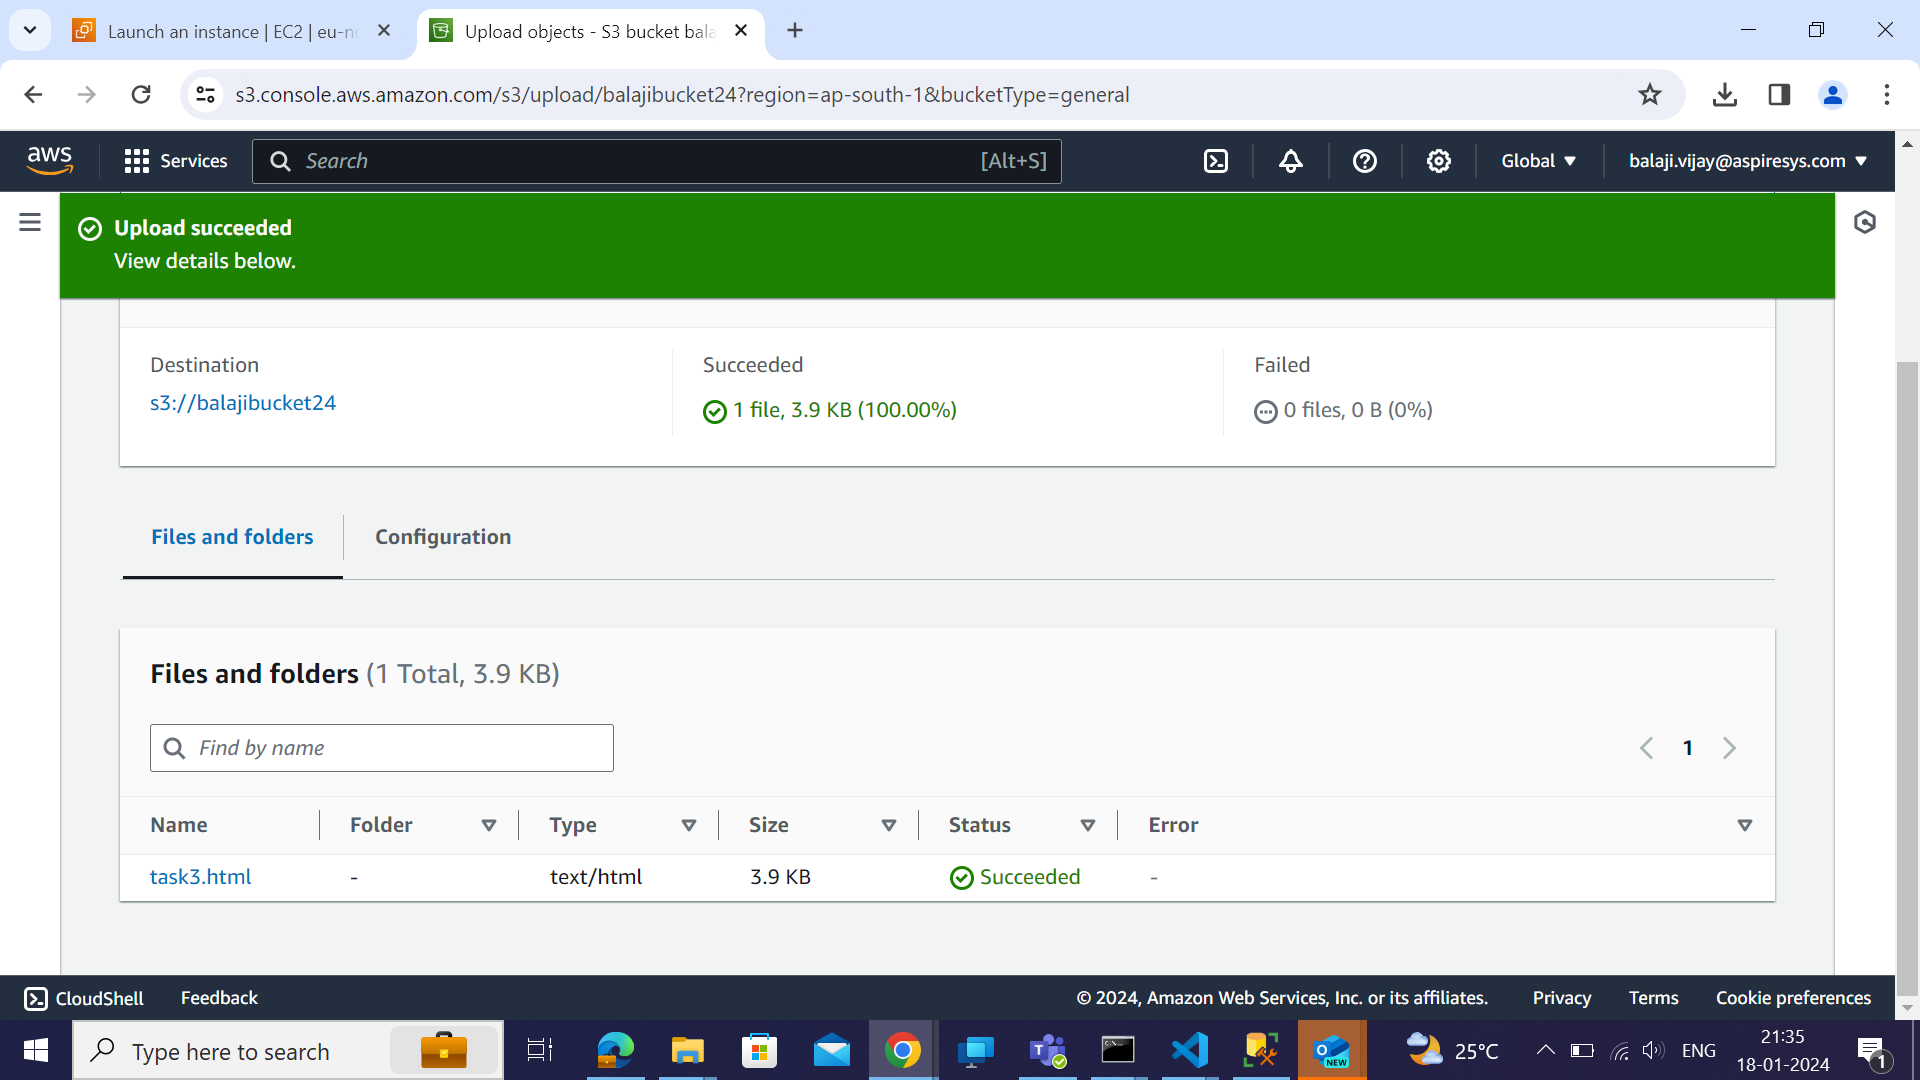 Launch an instance | EC2 | eu-no
Upload objects - S3 bucket bala
s3.console.aws.amazon.com/s3/upload/balajibucket24?region=ap-south-1&bucketType=general
aws
Services
Search
[Alt+S]
Global
balaji.vijay@aspiresys.com
Upload succeeded
View details below.
Destination
Succeeded
Failed
s3://balajibucket24
1 file, 3.9 KB (100.00%)
0 files, 0 B (0%)
Files and folders
Configuration
Files and folders (1 Total, 3.9 KB)
Find by name
1
Name
Folder
Type
Size
Status
Error
task3.html
-
text/html
3.9 KB
Succeeded
-
CloudShell
Feedback
© 2024, Amazon Web Services, Inc. or its affiliates.
Privacy
Terms
Cookie preferences
Type here to search
NEW
25°C
ENG
21:35
18-01-2024
1